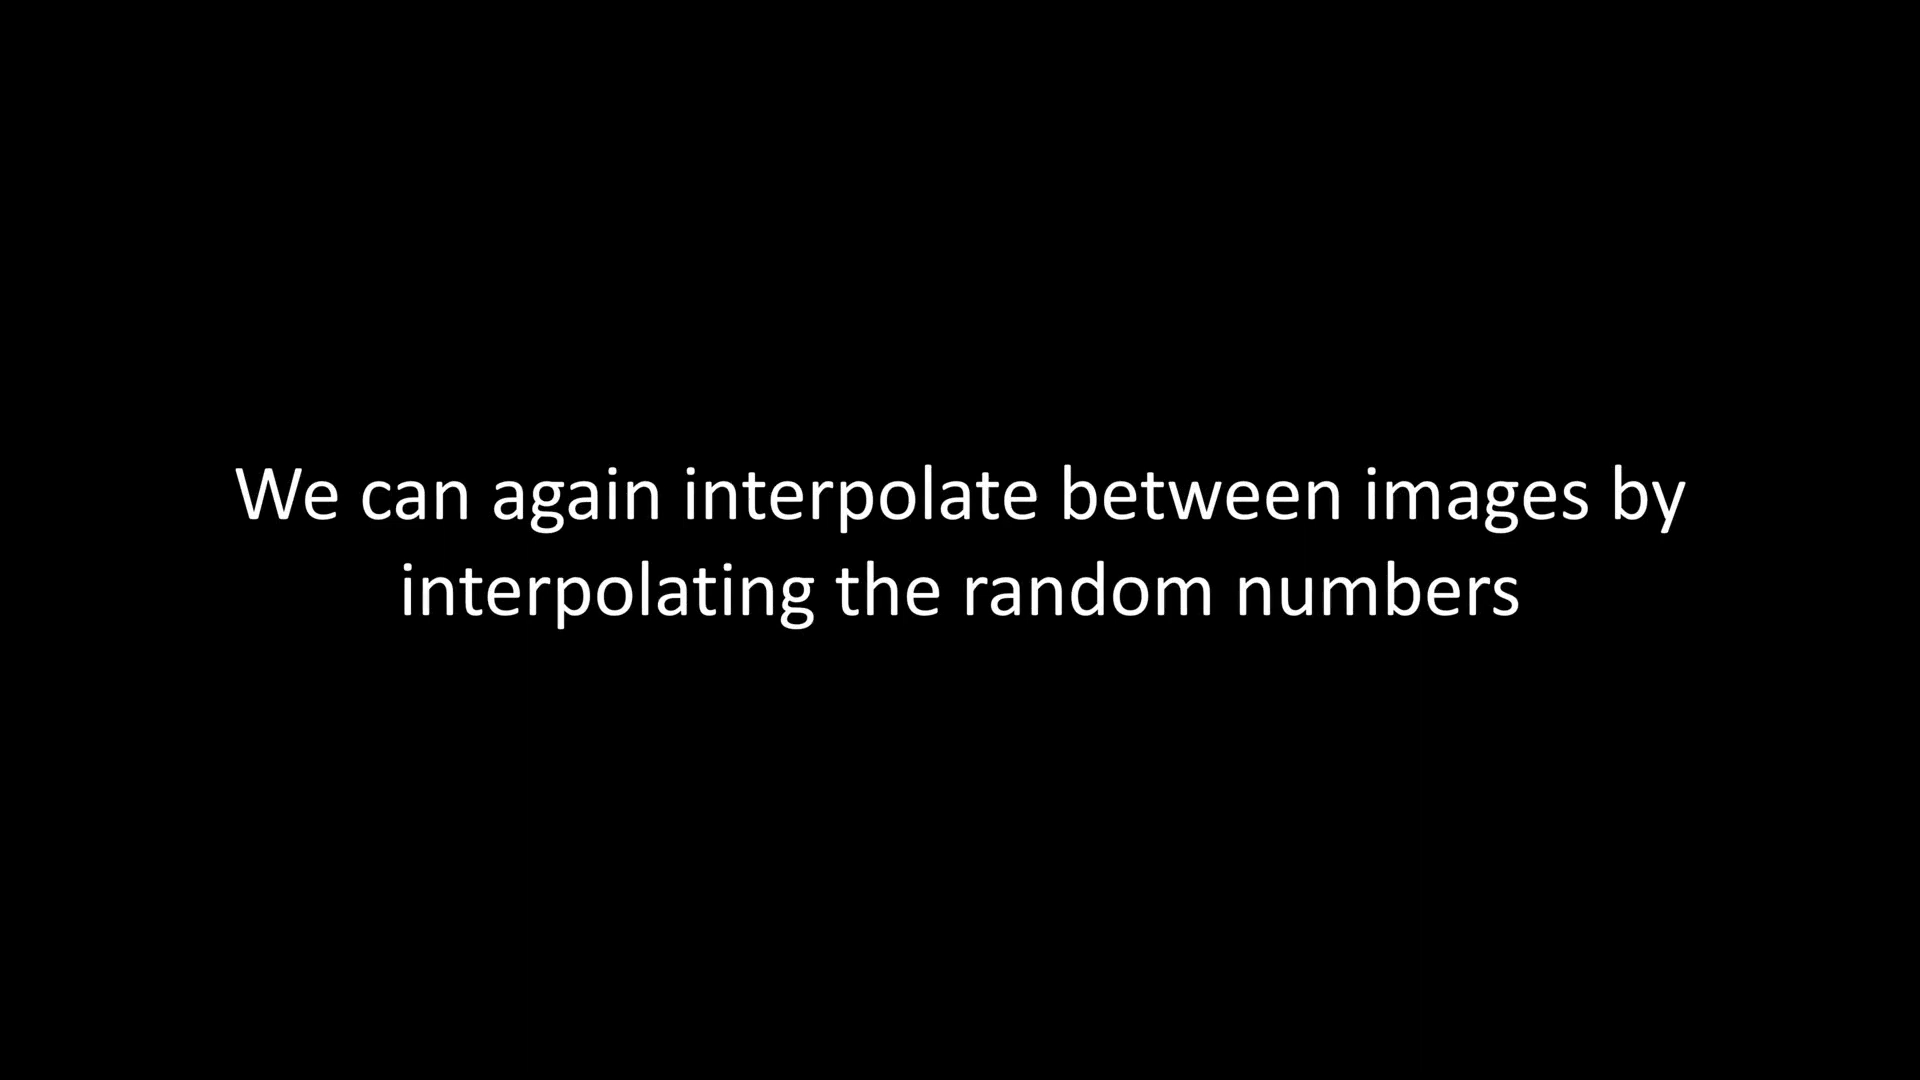 We can again interpolate between images by
interpolating the random numbers